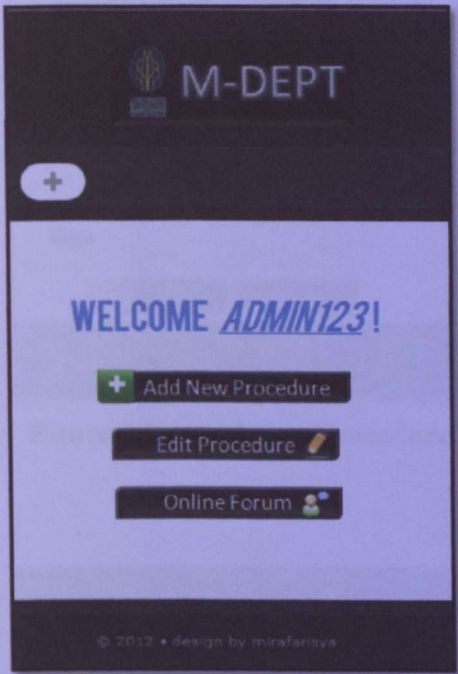 M-DEPT
WELCOME ADMIN123!
Add New Procedure
Edit Procedure
Online Forum
© 2012 • design by mirafarisya